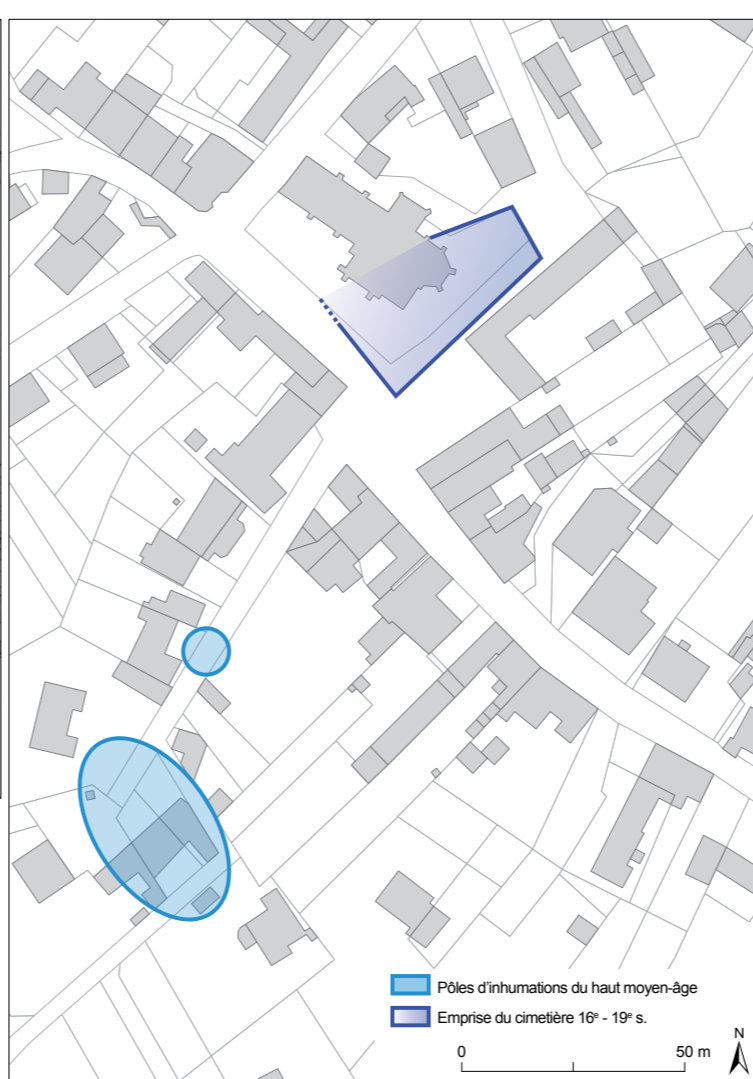 Pôles d'inhumations du haut moyen-âge
Emprise du cimetière 16ᵉ - 19ᵉ s.
0 50 m
N